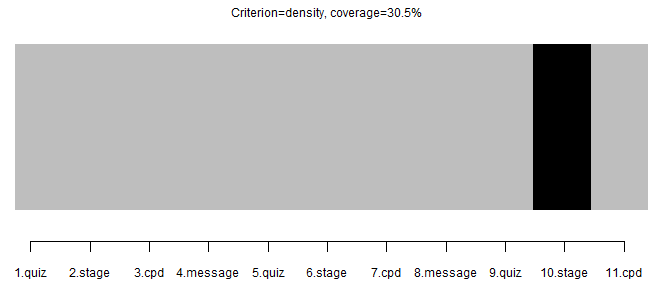 Criterion=density, coverage=30.5%
1.quiz 2.stage 3.cpd 4.message 5.quiz 6.stage 7.cpd 8.message 9.quiz 10.stage 11.cpd